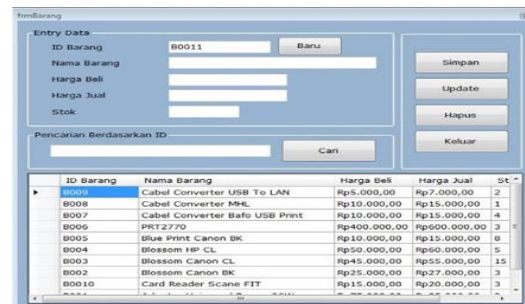 frmBarang
Entry Data
ID Barang B0011 Baru
Nama Barang
Harga Beli
Harga Jual
Stok
Simpan
Update
Hapus
Keluar
Pencarian Berdasarkan ID
Cari
ID Barang Nama Barang Harga Beli Harga Jual St
B009 Cabel Converter USB To LAN Rp5.000,00 Rp7.000,00 2
B008 Cabel Converter MHL Rp10.000,00 Rp15.000,00 1
B007 Cabel Converter Bafo USB Print Rp10.000,00 Rp15.000,00 4
B006 PRT2770 Rp400.000,00 Rp600.000,00 3
B005 Blue Print Canon BK Rp10.000,00 Rp15.000,00 8
B004 Blossom HP CL Rp50.000,00 Rp60.000,00 5
B003 Blossom Canon CL Rp45.000,00 Rp55.000,00 15
B002 Blossom Canon BK Rp25.000,00 Rp27.000,00 3
B0010 Card Reader Scane FIT Rp15.000,00 Rp20.000,00 3